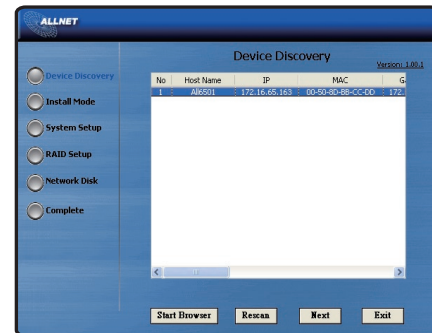 ALLNET
Device Discovery
Version: 1.00.1
Device Discovery
Install Mode
System Setup
RAID Setup
Network Disk
Complete
No Host Name IP MAC G
1 All6501 172.16.65.163 00-50-8D-BB-CC-DD 172.
Start Browser Rescan Next Exit